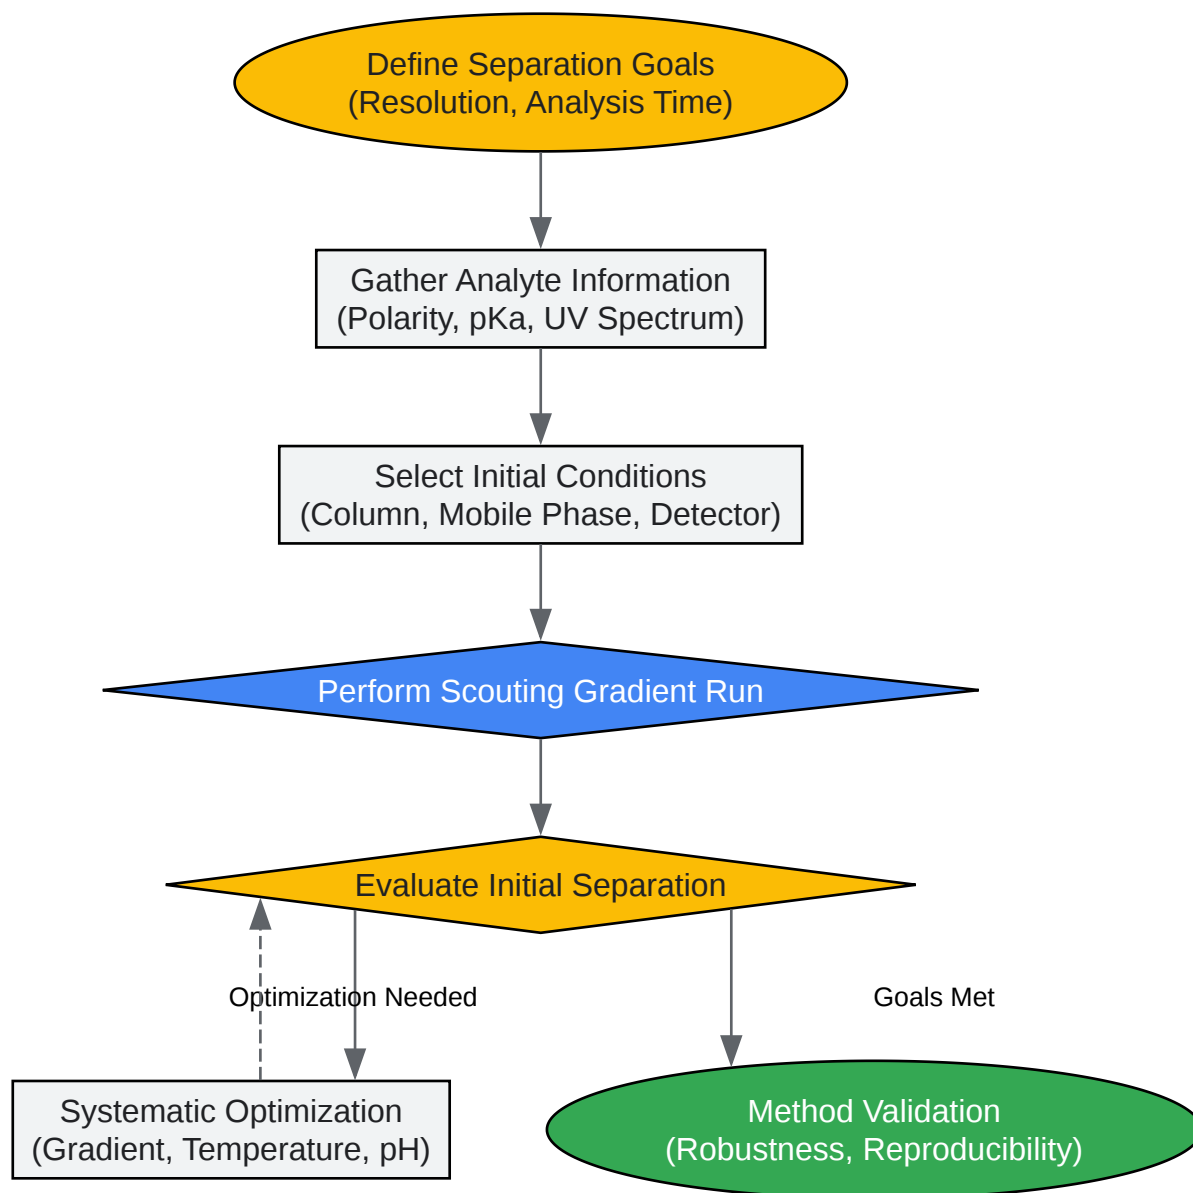 Define Separation Goals
(Resolution, Analysis Time)
Gather Analyte Information
(Polarity, pKa, UV Spectrum)
Select Initial Conditions
(Column, Mobile Phase, Detector)
Perform Scouting Gradient Run
Evaluate Initial Separation
Optimization Needed
Goals Met
Systematic Optimization
(Gradient, Temperature, pH)
Method Validation
(Robustness, Reproducibility)